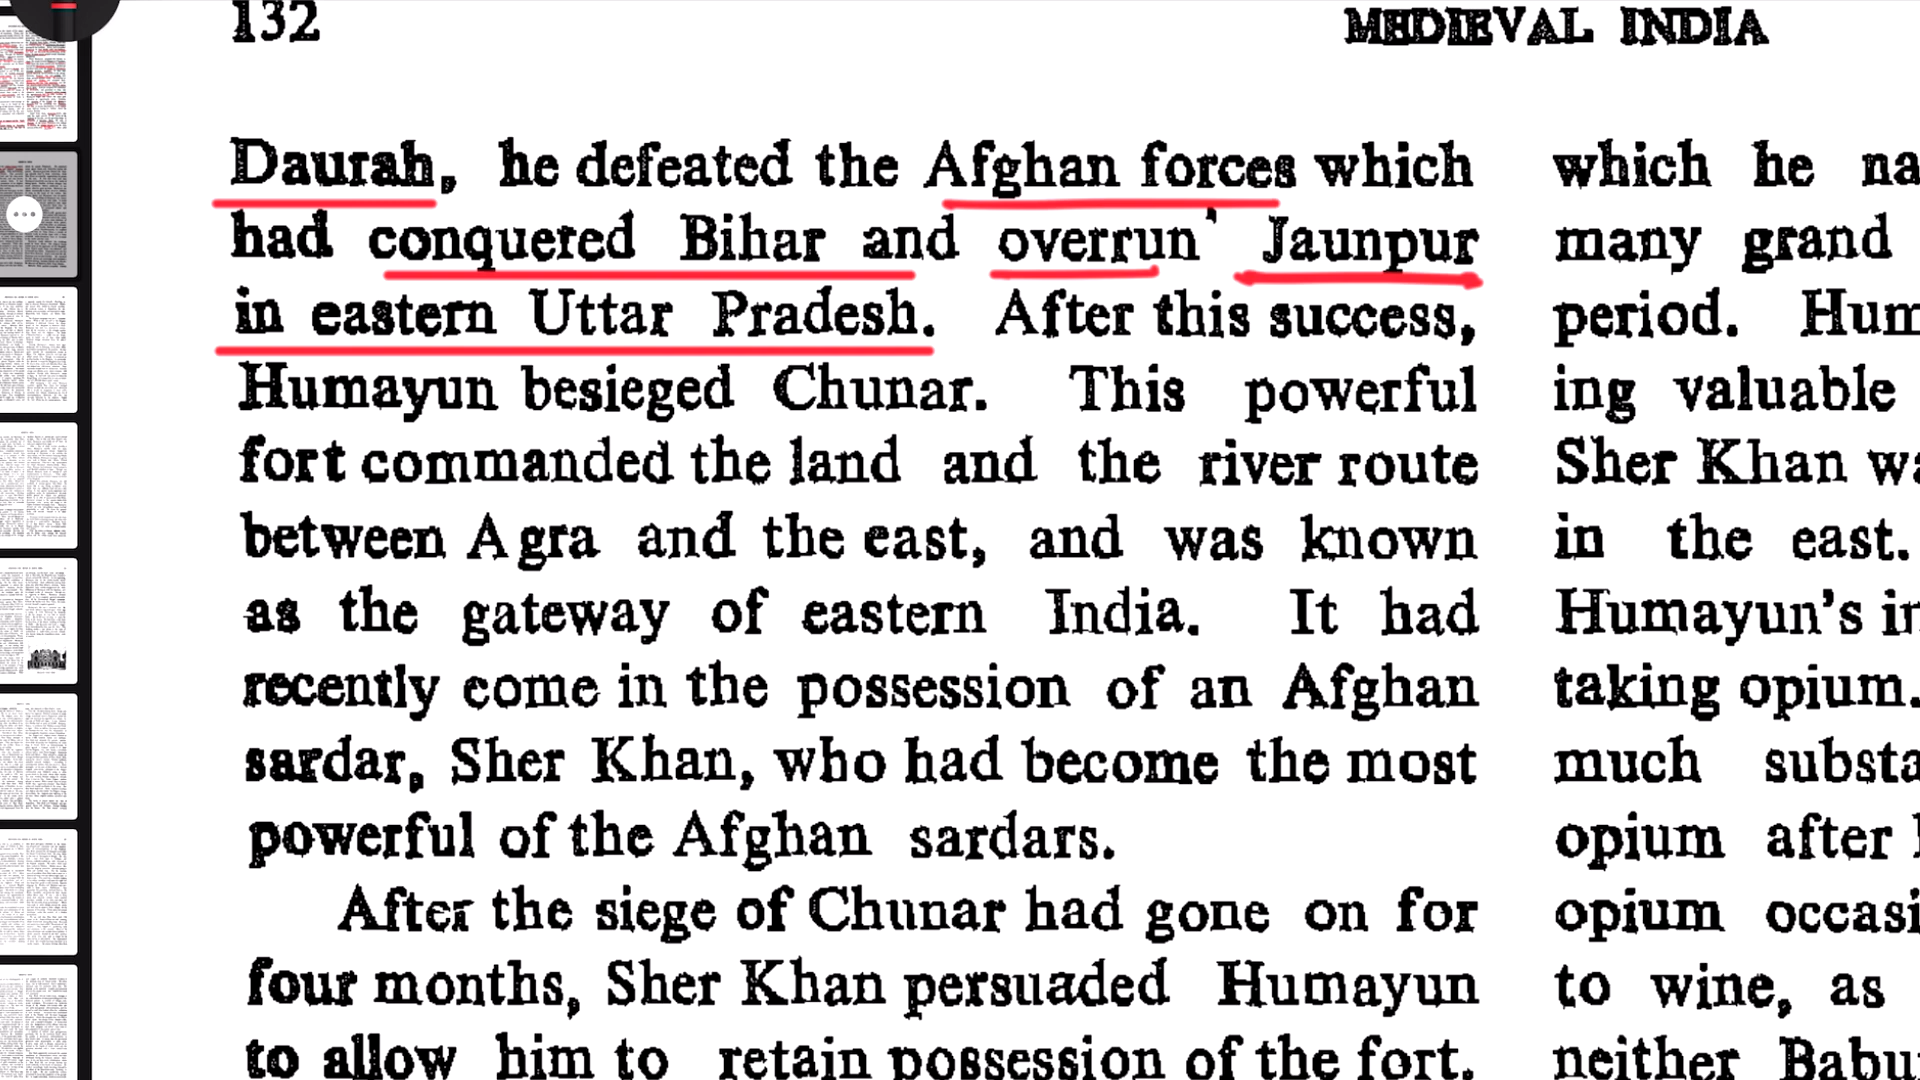 132
MEDIEVAL INDIA
Daurah, he defeated the Afghan forces which
had conquered Bihar and overrun' Jaunpur
in eastern Uttar Pradesh. After this success,
Humayun besieged Chunar. This powerful
fort commanded the land and the river route
between Agra and the east, and was known
as the gateway of eastern India. It had
recently come in the possession of an Afghan
sardar, Sher Khan, who had become the most
powerful of the Afghan sardars.
After the siege of Chunar had gone on for
four months, Sher Khan persuaded Humayun
to allow him to retain possession of the fort.
which he
many grand
period.
ing valuable
Sher Khan
in the east.
Humayun's
taking opium.
much
opium after
opium
to wine, as
neither